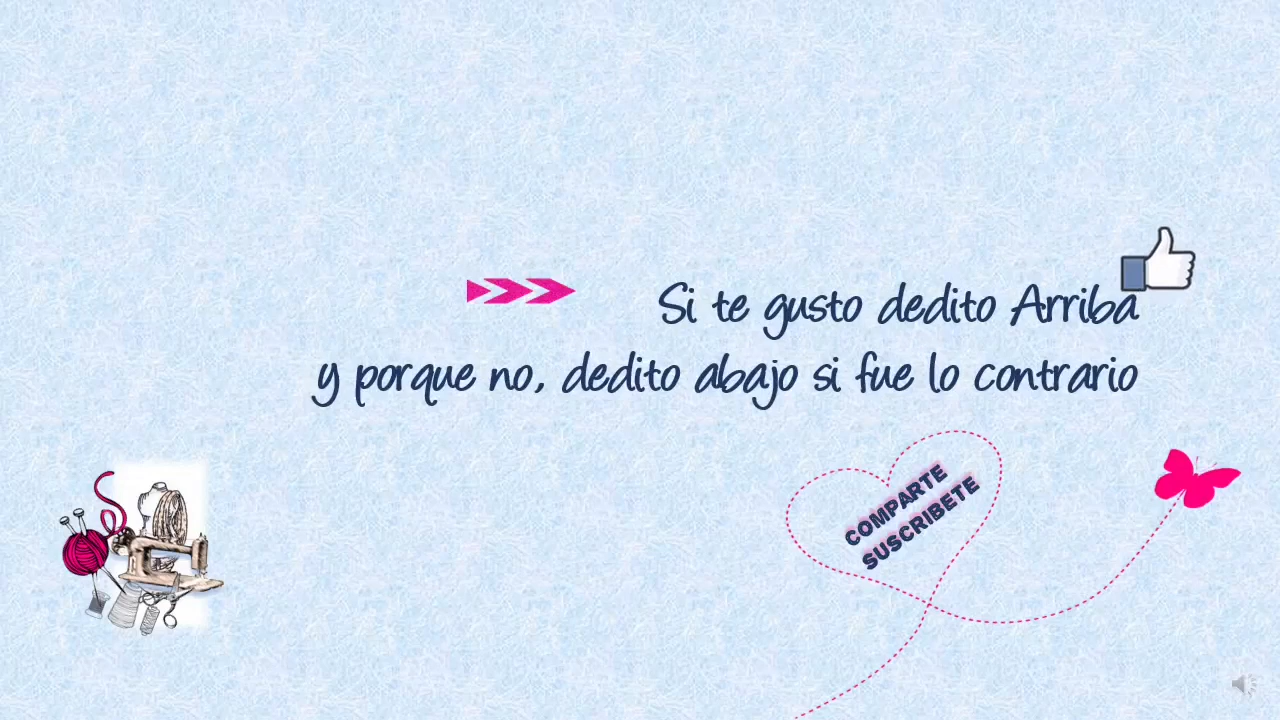 Si te gusto dedito Arriba
y porque no, dedito abajo si fue lo contrario
COMPARTE
SUSCRIBETE